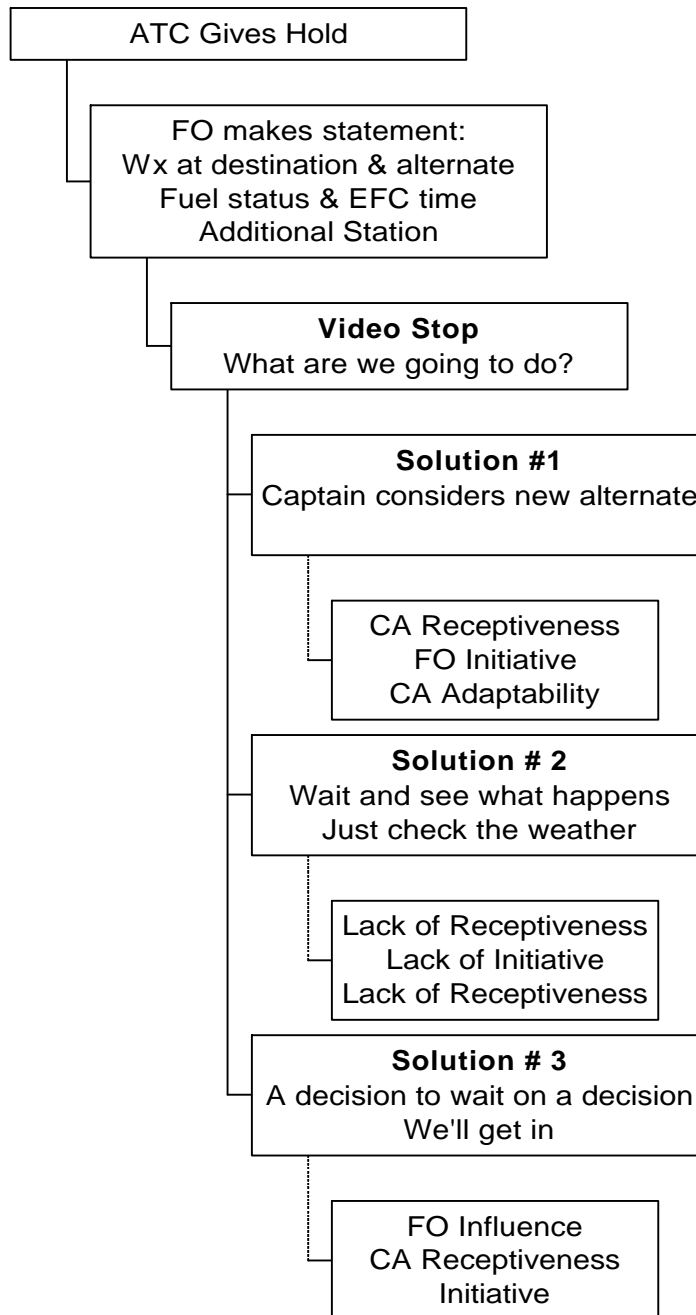 ATC Gives Hold
FO makes statement:
Wx at destination & alternate
Fuel status & EFC time
Additional Station
Video Stop
What are we going to do?
Solution #1
Captain considers new alternate
CA Receptiveness
FO Initiative
CA Adaptability
Solution # 2
Wait and see what happens
Just check the weather
Lack of Receptiveness
Lack of Initiative
Lack of Receptiveness
Solution # 3
A decision to wait on a decision
We'll get in
FO Influence
CA Receptiveness
Initiative